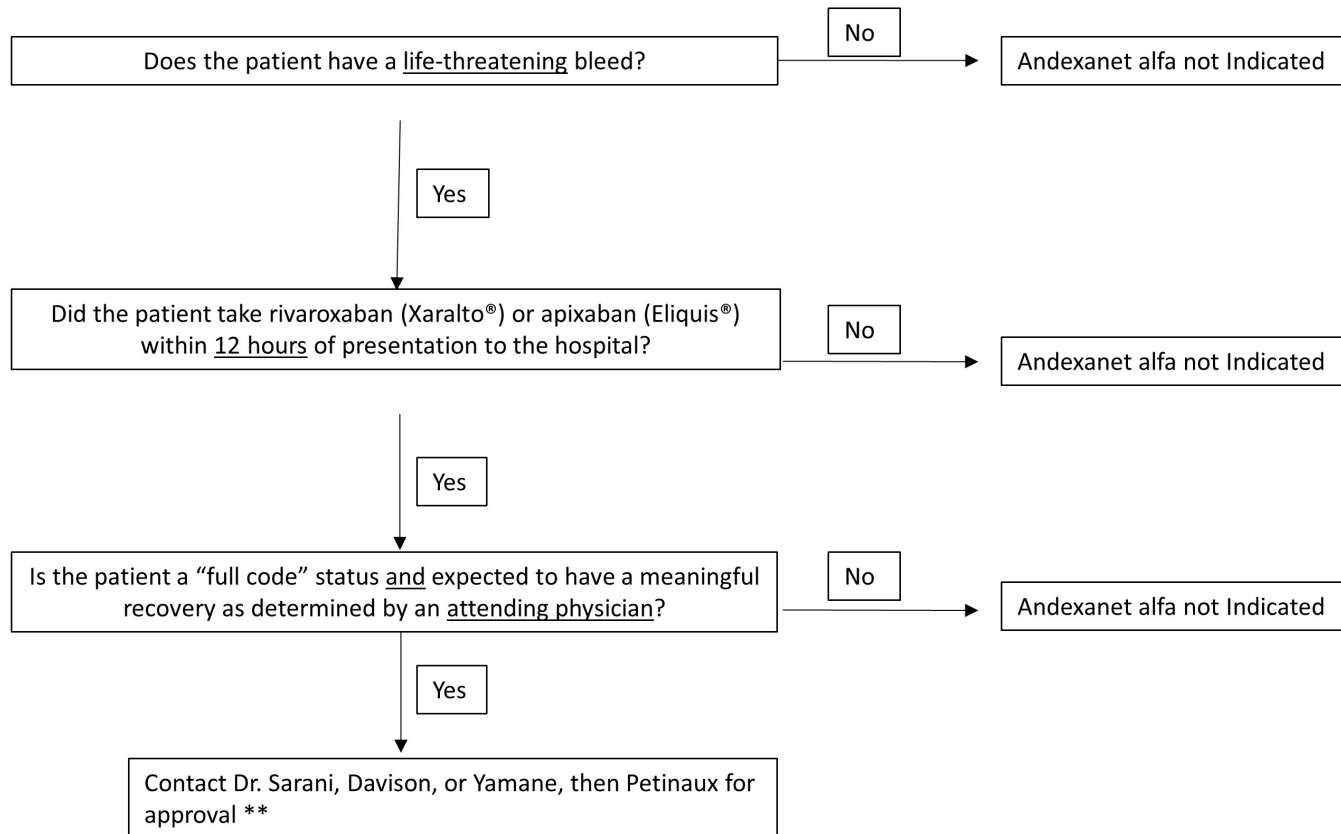 Does the patient have a life-threatening bleed?
No
Andexanet alfa not Indicated
Yes
Did the patient take rivaroxaban (Xaralto®) or apixaban (Eliquis®)
within 12 hours of presentation to the hospital?
No
Andexanet alfa not Indicated
Yes
Is the patient a “full code” status and expected to have a meaningful
recovery as determined by an attending physician?
No
Andexanet alfa not Indicated
Yes
Contact Dr. Sarani, Davison, or Yamane, then Petinaux for
approval **